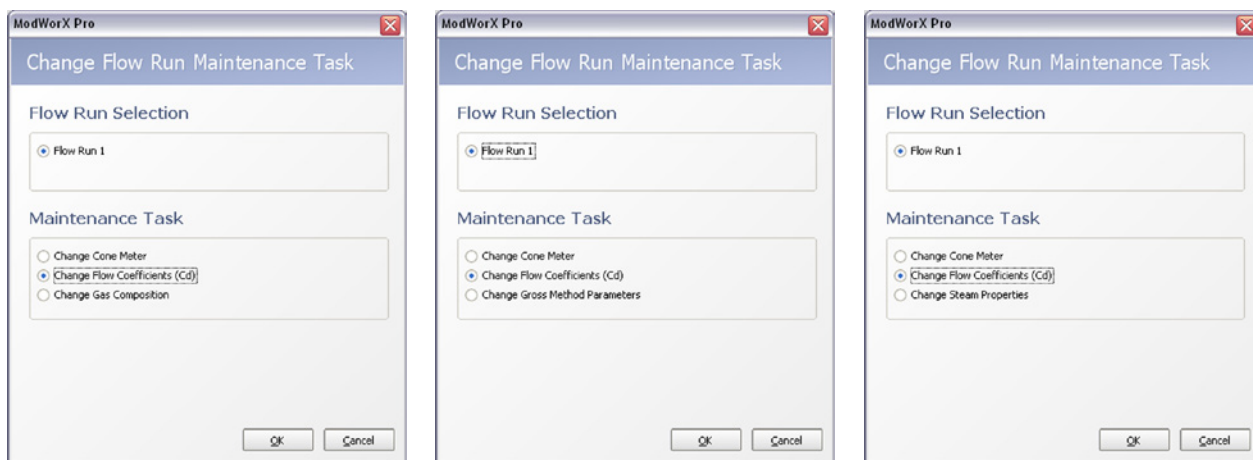 ModWorX Pro
Change Flow Run Maintenance Task
Flow Run Selection
Flow Run 1
Maintenance Task
Change Cone Meter
Change Flow Coefficients (Cd)
Change Gas Composition
OK
Cancel
ModWorX Pro
Change Flow Run Maintenance Task
Flow Run Selection
Flow Run 1
Maintenance Task
Change Cone Meter
Change Flow Coefficients (Cd)
Change Gross Method Parameters
OK
Cancel
ModWorX Pro
Change Flow Run Maintenance Task
Flow Run Selection
Flow Run 1
Maintenance Task
Change Cone Meter
Change Flow Coefficients (Cd)
Change Steam Properties
OK
Cancel